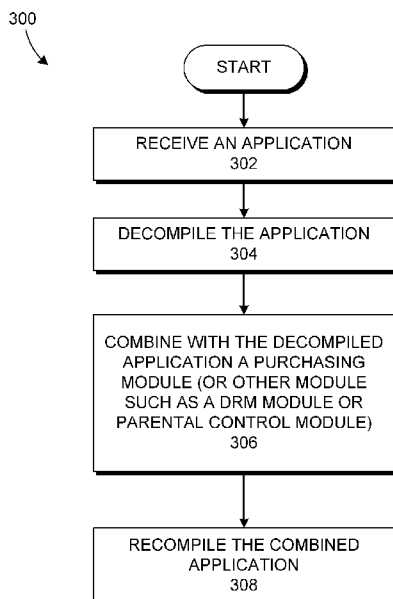 300
START
RECEIVE AN APPLICATION
302
DECOMPILE THE APPLICATION
304
COMBINE WITH THE DECOMPILED
APPLICATION A PURCHASING
MODULE (OR OTHER MODULE
SUCH AS A DRM MODULE OR
PARENTAL CONTROL MODULE)
306
RECOMPILE THE COMBINED
APPLICATION
308